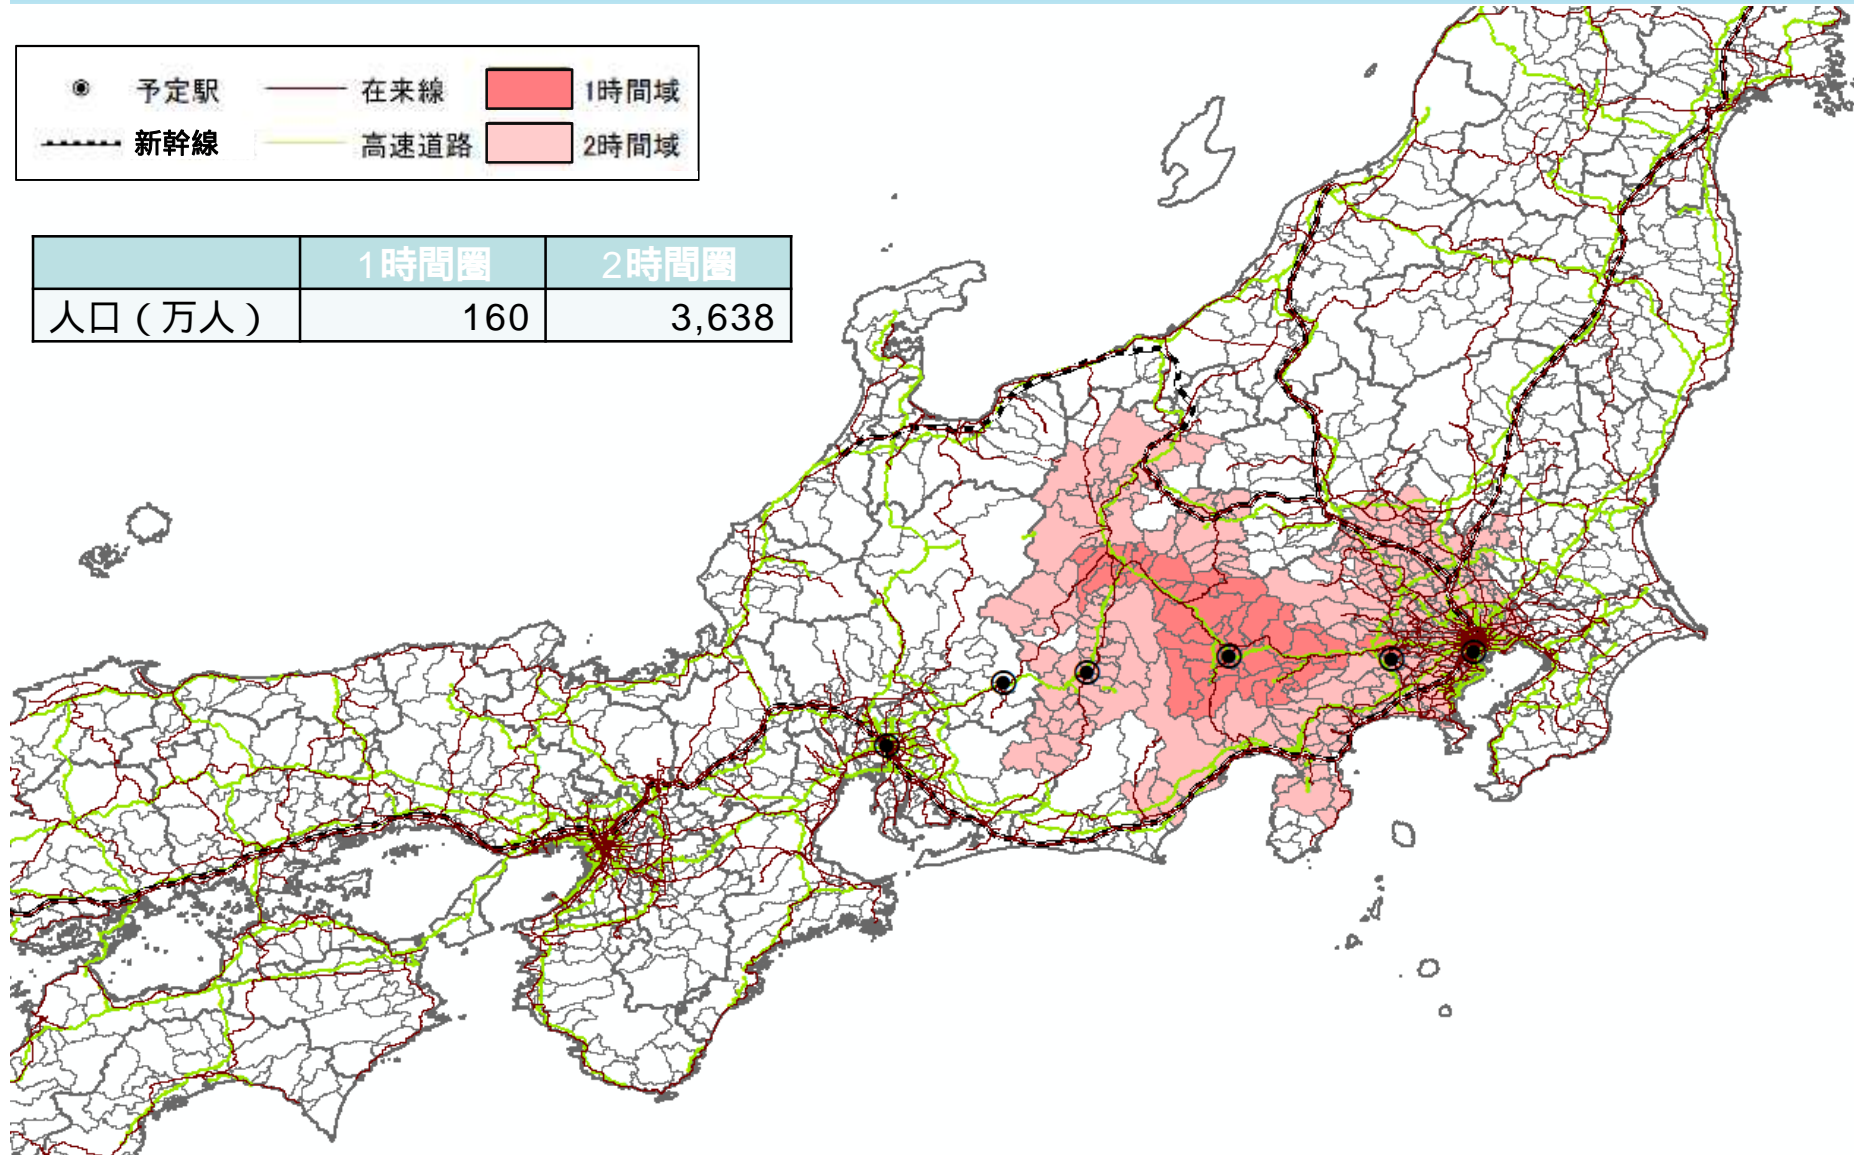 予定駅 在来線 1時間域
新幹線 高速道路 2時間域
1時間圏 2時間圏
人口（万人） 160 3,638